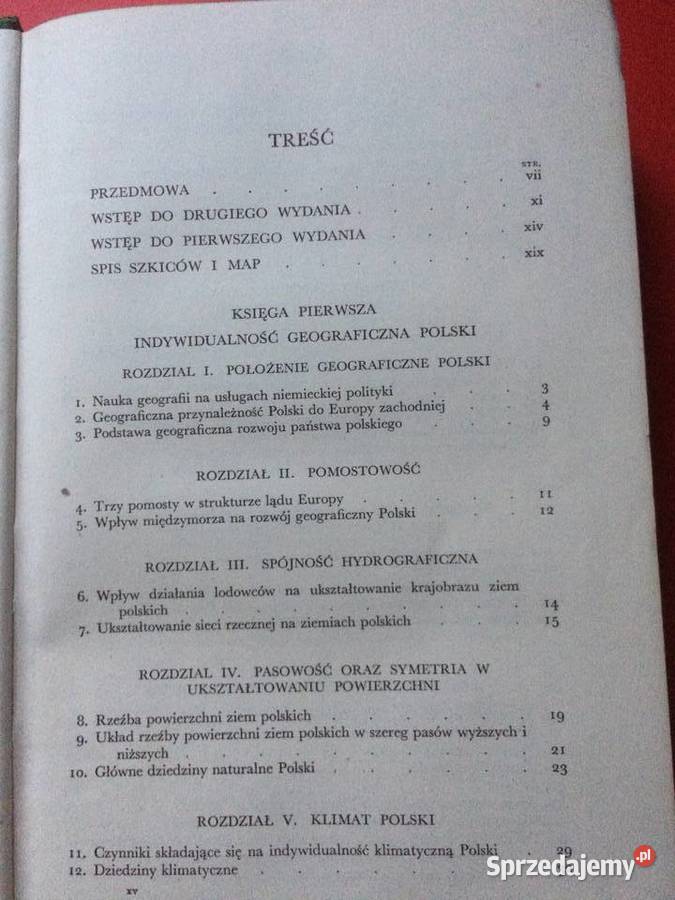 TREŚĆ
STR.
PRZEDMOWA . . . . . . . . vii
WSTĘP DO DRUGIEGO WYDANIA . . . . . xi
WSTĘP DO PIERWSZEGO WYDANIA . . . . xiv
SPIS SZKICÓW I MAP . . . . . . xix
KSIĘGA PIERWSZA
INDYWIDUALNOŚĆ GEOGRAFICZNA POLSKI
ROZDZIAL I. POŁOŻENIE GEOGRAFICZNE POLSKI
1. Nauka geografii na usługach niemieckiej polityki . . . 3
2. Geograficzna przynależność Polski do Europy zachodniej . . 4
3. Podstawa geograficzna rozwoju państwa polskiego . . . 9
ROZDZIAŁ II. POMOSTOWOŚĆ
4. Trzy pomosty w strukturze lądu Europy . . . . . 11
5. Wpływ międzymorza na rozwój geograficzny Polski . . . 12
ROZDZIAŁ III. SPÓJNOŚĆ HYDROGRAFICZNA
6. Wpływ działania lodowców na ukształtowanie krajobrazu ziem
polskich . . . . . . . . . . 14
7. Ukształtowanie sieci rzecznej na ziemiach polskich . . . 15
ROZDZIAL IV. PASOWOŚĆ ORAZ SYMETRIA W
UKSZTAŁTOWANIU POWIERZCHNI
8. Rzeźba powierzchni ziem polskich . . . . . . 19
9. Układ rzeźby powierzchni ziem polskich w szereg pasów wyższych i
niższych . . . . . . . . . . 21
10. Główne dziedziny naturalne Polski . . . . . . 23
ROZDZIAŁ V. KLIMAT POLSKI
11. Czynniki składające się na indywidualność klimatyczną Polski . 29
12. Dziedziny klimatyczne . . . . . . .
xv
Sprzedajemy.pl